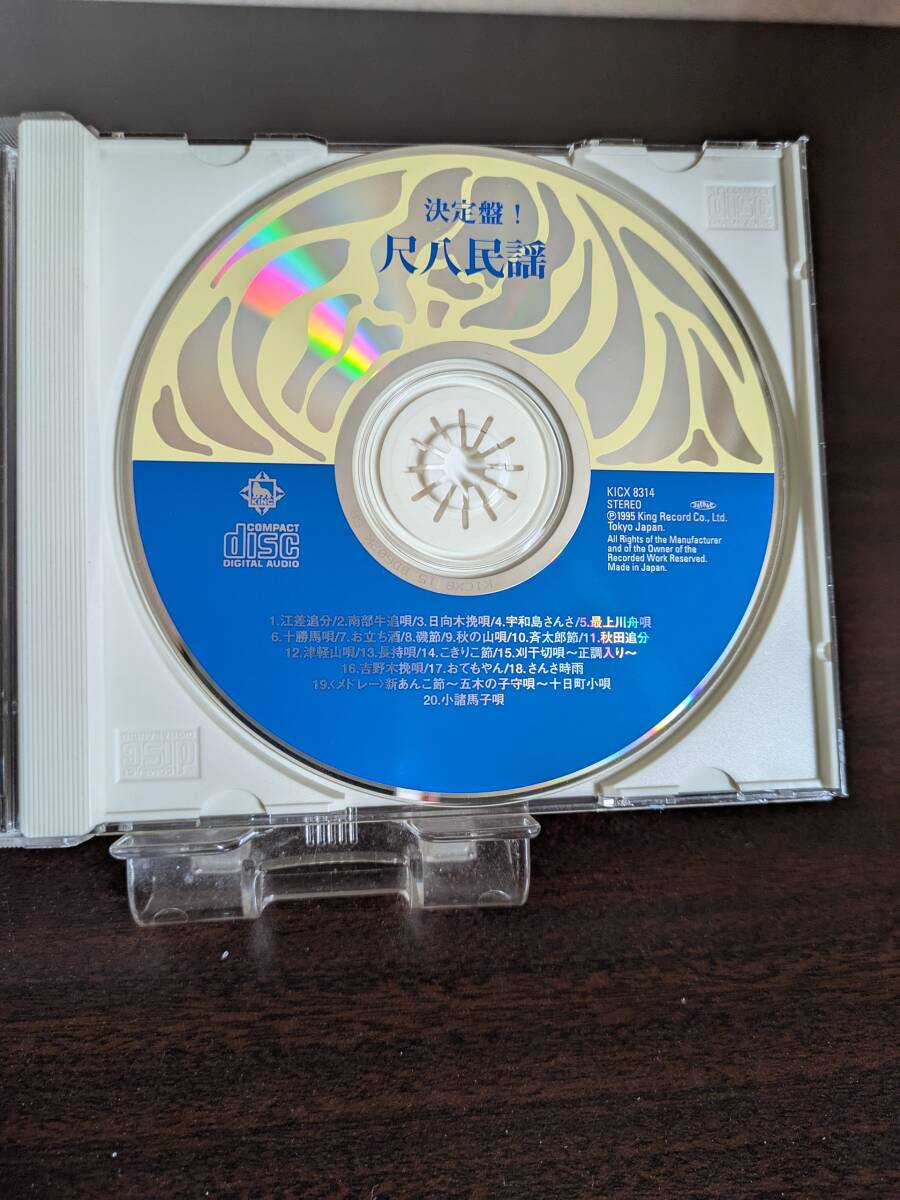 決定盤!
尺八民謡
KING
COMPACT
disc
DIGITAL AUDIO
KICX 8314
STEREO
Ⓟ1995 King Record Co., Ltd.
Tokyo Japan.
All Rights of the Manufacturer
and of the Owner of the
Recorded Work Reserved.
Made in Japan.
1.江差追分/2.南部牛追唄/3.日向木挽唄/4.宇和島さんさ/5.最上川舟唄
6.十勝馬唄/7.お立ち酒/8.磯節/9.秋の山唄/10.斉太郎節/11.秋田追分
12.津軽山唄/13.長持唄/14.こきりこ節/15.刈干切唄〜正調入り〜
16.吉野木挽唄/17.おてもやん/18.さんさ時雨
19.〈メドレー〉新あんこ節〜五木の子守唄〜十日町小唄
20.小諸馬子唄